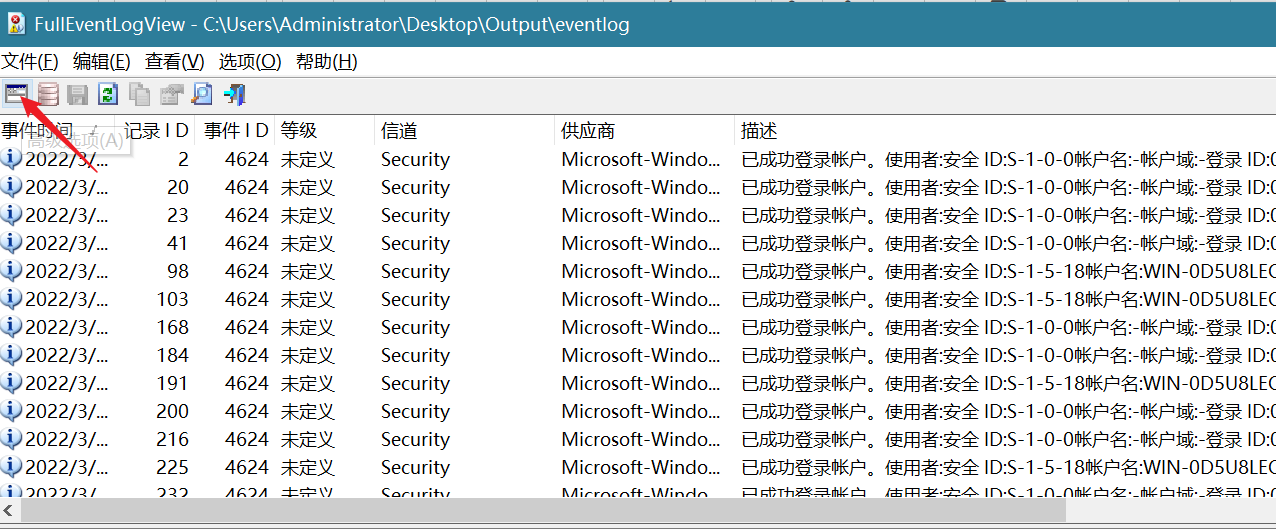 FullEventLogView - C:\Users\Administrator\Desktop\Output\eventlog
文件(F) 编辑(E) 查看(V) 选项(O) 帮助(H)
事件时间 / 记录 I D 事件 I D 等级 信道 供应商 描述
高级选项(A)
2022/3/... 2 4624 未定义 Security Microsoft-Windo... 已成功登录帐户。使用者:安全 ID:S-1-0-0帐户名:-帐户域:-登录 ID:0
2022/3/... 20 4624 未定义 Security Microsoft-Windo... 已成功登录帐户。使用者:安全 ID:S-1-0-0帐户名:-帐户域:-登录 ID:0
2022/3/... 23 4624 未定义 Security Microsoft-Windo... 已成功登录帐户。使用者:安全 ID:S-1-0-0帐户名:-帐户域:-登录 ID:0
2022/3/... 41 4624 未定义 Security Microsoft-Windo... 已成功登录帐户。使用者:安全 ID:S-1-0-0帐户名:-帐户域:-登录 ID:0
2022/3/... 98 4624 未定义 Security Microsoft-Windo... 已成功登录帐户。使用者:安全 ID:S-1-5-18帐户名:WIN-0D5U8LEC
2022/3/... 103 4624 未定义 Security Microsoft-Windo... 已成功登录帐户。使用者:安全 ID:S-1-5-18帐户名:WIN-0D5U8LEC
2022/3/... 168 4624 未定义 Security Microsoft-Windo... 已成功登录帐户。使用者:安全 ID:S-1-0-0帐户名:-帐户域:-登录 ID:0
2022/3/... 184 4624 未定义 Security Microsoft-Windo... 已成功登录帐户。使用者:安全 ID:S-1-0-0帐户名:-帐户域:-登录 ID:0
2022/3/... 191 4624 未定义 Security Microsoft-Windo... 已成功登录帐户。使用者:安全 ID:S-1-5-18帐户名:WIN-0D5U8LEC
2022/3/... 200 4624 未定义 Security Microsoft-Windo... 已成功登录帐户。使用者:安全 ID:S-1-0-0帐户名:-帐户域:-登录 ID:0
2022/3/... 216 4624 未定义 Security Microsoft-Windo... 已成功登录帐户。使用者:安全 ID:S-1-0-0帐户名:-帐户域:-登录 ID:0
2022/3/... 225 4624 未定义 Security Microsoft-Windo... 已成功登录帐户。使用者:安全 ID:S-1-5-18帐户名:WIN-0D5U8LEC
2022/3/... 232 4624 未定义 Security Microsoft-Windo... 已成功登录帐户。使用者:安全 ID:S-1-0-0帐户名:-帐户域:-登录 ID:0